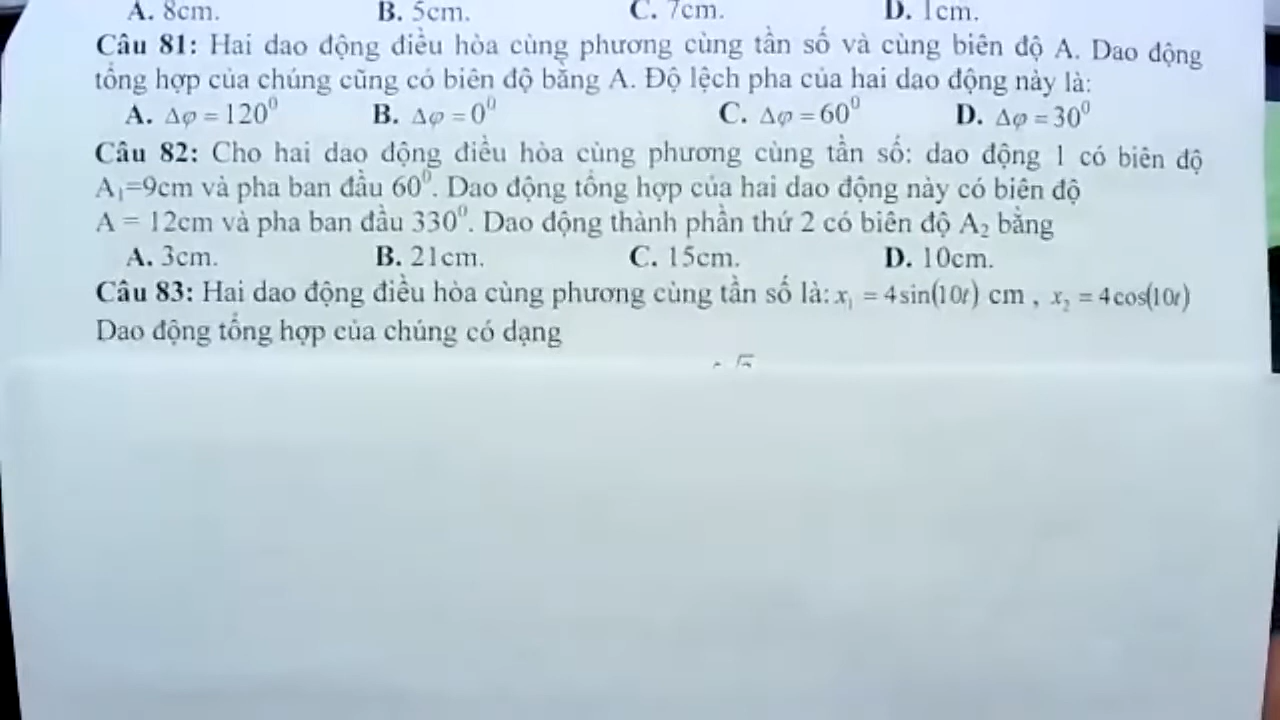 A. 8cm. B. 5cm. C. 7cm. D. 1cm.
Câu 81: Hai dao động điều hòa cùng phương cùng tần số và cùng biên độ A. Dao động
tổng hợp của chúng cũng có biên độ bằng A. Độ lệch pha của hai dao động này là:
A. Δφ = 120⁰ B. Δφ = 0⁰ C. Δφ = 60⁰ D. Δφ = 30⁰
Câu 82: Cho hai dao động điều hòa cùng phương cùng tần số: dao động 1 có biên độ
A₁=9cm và pha ban đầu 60⁰. Dao động tổng hợp của hai dao động này có biên độ
A = 12cm và pha ban đầu 330⁰. Dao động thành phần thứ 2 có biên độ A₂ bằng
A. 3cm. B. 21cm. C. 15cm. D. 10cm.
Câu 83: Hai dao động điều hòa cùng phương cùng tần số là: x₁ = 4sin(10t) cm , x₂ = 4cos(10t)
Dao động tổng hợp của chúng có dạng